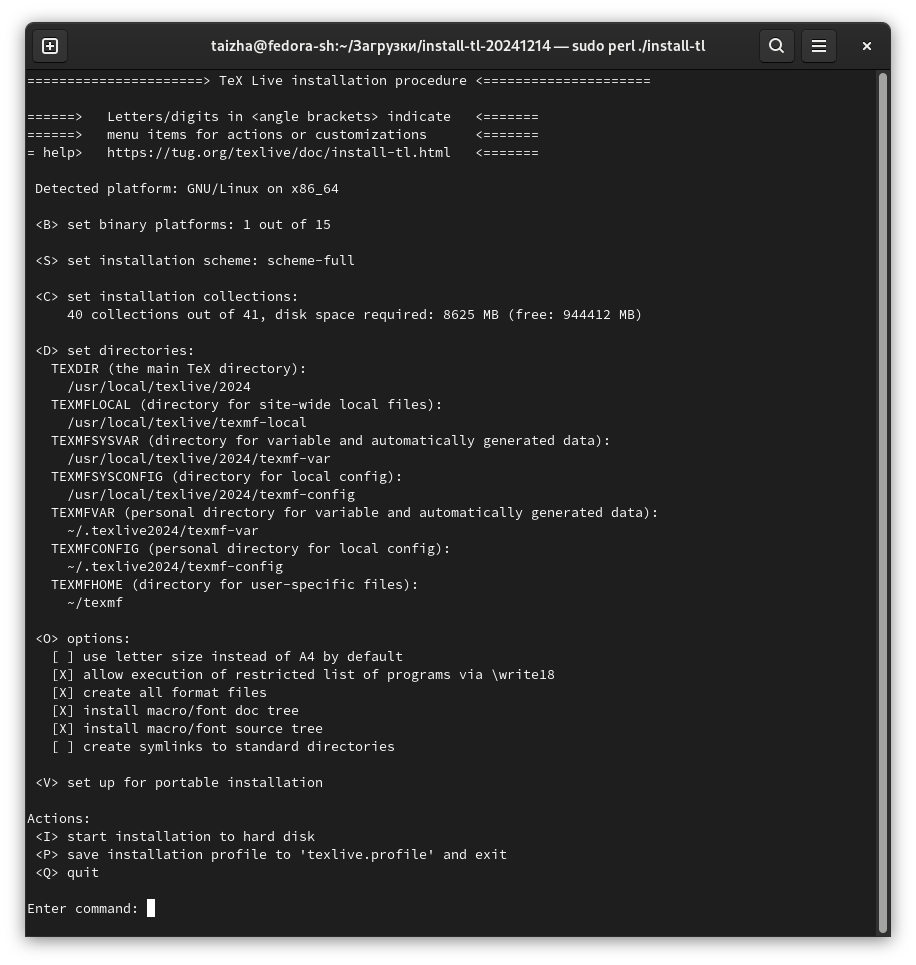 taizha@fedora-sh:~/Загрузки/install-tl-20241214 — sudo perl ./install-tl
======================> TeX Live installation procedure <=====================
======>   Letters/digits in <angle brackets> indicate   <=======
======>   menu items for actions or customizations      <=======
= help>   https://tug.org/texlive/doc/install-tl.html   <=======
Detected platform: GNU/Linux on x86_64
<B> set binary platforms: 1 out of 15
<S> set installation scheme: scheme-full
<C> set installation collections:
40 collections out of 41, disk space required: 8625 MB (free: 944412 MB)
<D> set directories:
TEXDIR (the main TeX directory):
/usr/local/texlive/2024
TEXMFLOCAL (directory for site-wide local files):
/usr/local/texlive/texmf-local
TEXMFSYSVAR (directory for variable and automatically generated data):
/usr/local/texlive/2024/texmf-var
TEXMFSYSCONFIG (directory for local config):
/usr/local/texlive/2024/texmf-config
TEXMFVAR (personal directory for variable and automatically generated data):
~/.texlive2024/texmf-var
TEXMFCONFIG (personal directory for local config):
~/.texlive2024/texmf-config
TEXMFHOME (directory for user-specific files):
~/texmf
<O> options:
[ ] use letter size instead of A4 by default
[X] allow execution of restricted list of programs via \write18
[X] create all format files
[X] install macro/font doc tree
[X] install macro/font source tree
[ ] create symlinks to standard directories
<V> set up for portable installation
Actions:
<I> start installation to hard disk
<P> save installation profile to 'texlive.profile' and exit
<Q> quit
Enter command: